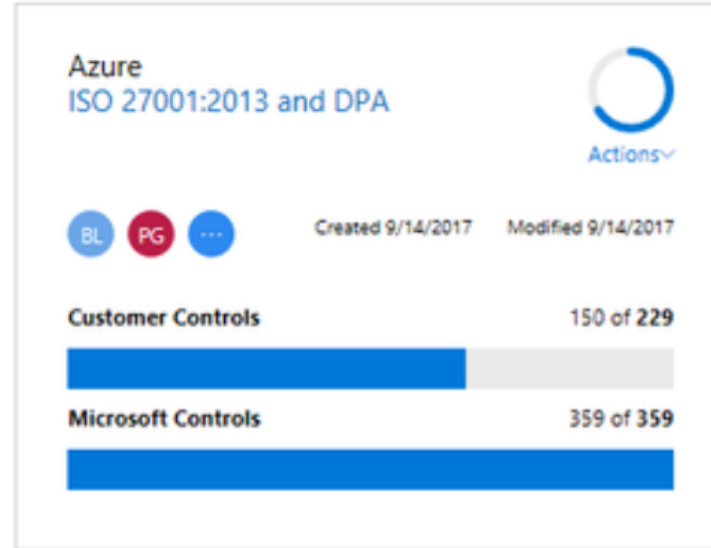 Azure
ISO 27001:2013 and DPA
Actions
BL PG ... Created 9/14/2017 Modified 9/14/2017
Customer Controls 150 of 229
Microsoft Controls 359 of 359